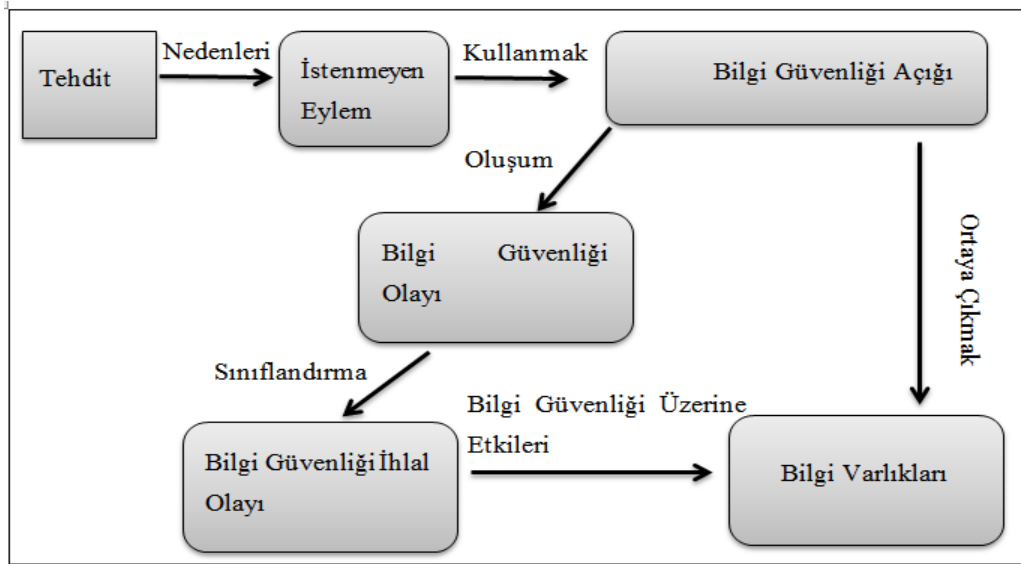 Tehdit
Nedenleri
İstenmeyen
Eylem
Kullanmak
Bilgi Güvenliği Açığı
Oluşum
Bilgi Güvenliği
Olayı
Ortaya Çıkmak
Sınıflandırma
Bilgi Güvenliği İhlal
Olayı
Bilgi Güvenliği Üzerine
Etkileri
Bilgi Varlıkları